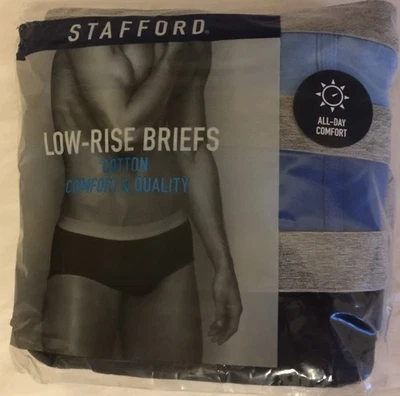 STAFFORD®
LOW-RISE BRIEFS
COTTON
COMFORT & QUALITY
ALL-DAY
COMFORT